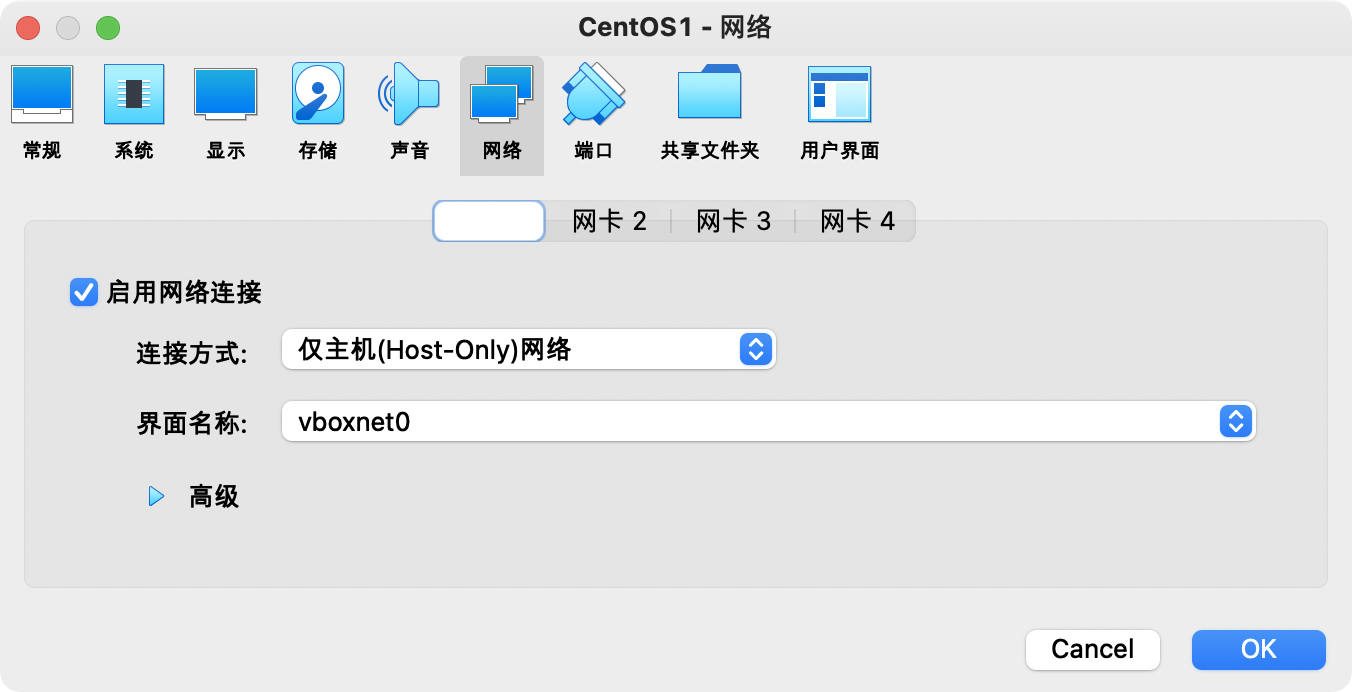 CentOS1 - 网络
常规 系统 显示 存储 声音 网络 端口 共享文件夹 用户界面
网卡 2 网卡 3 网卡 4
启用网络连接
连接方式: 仅主机(Host-Only)网络
界面名称: vboxnet0
高级
Cancel OK